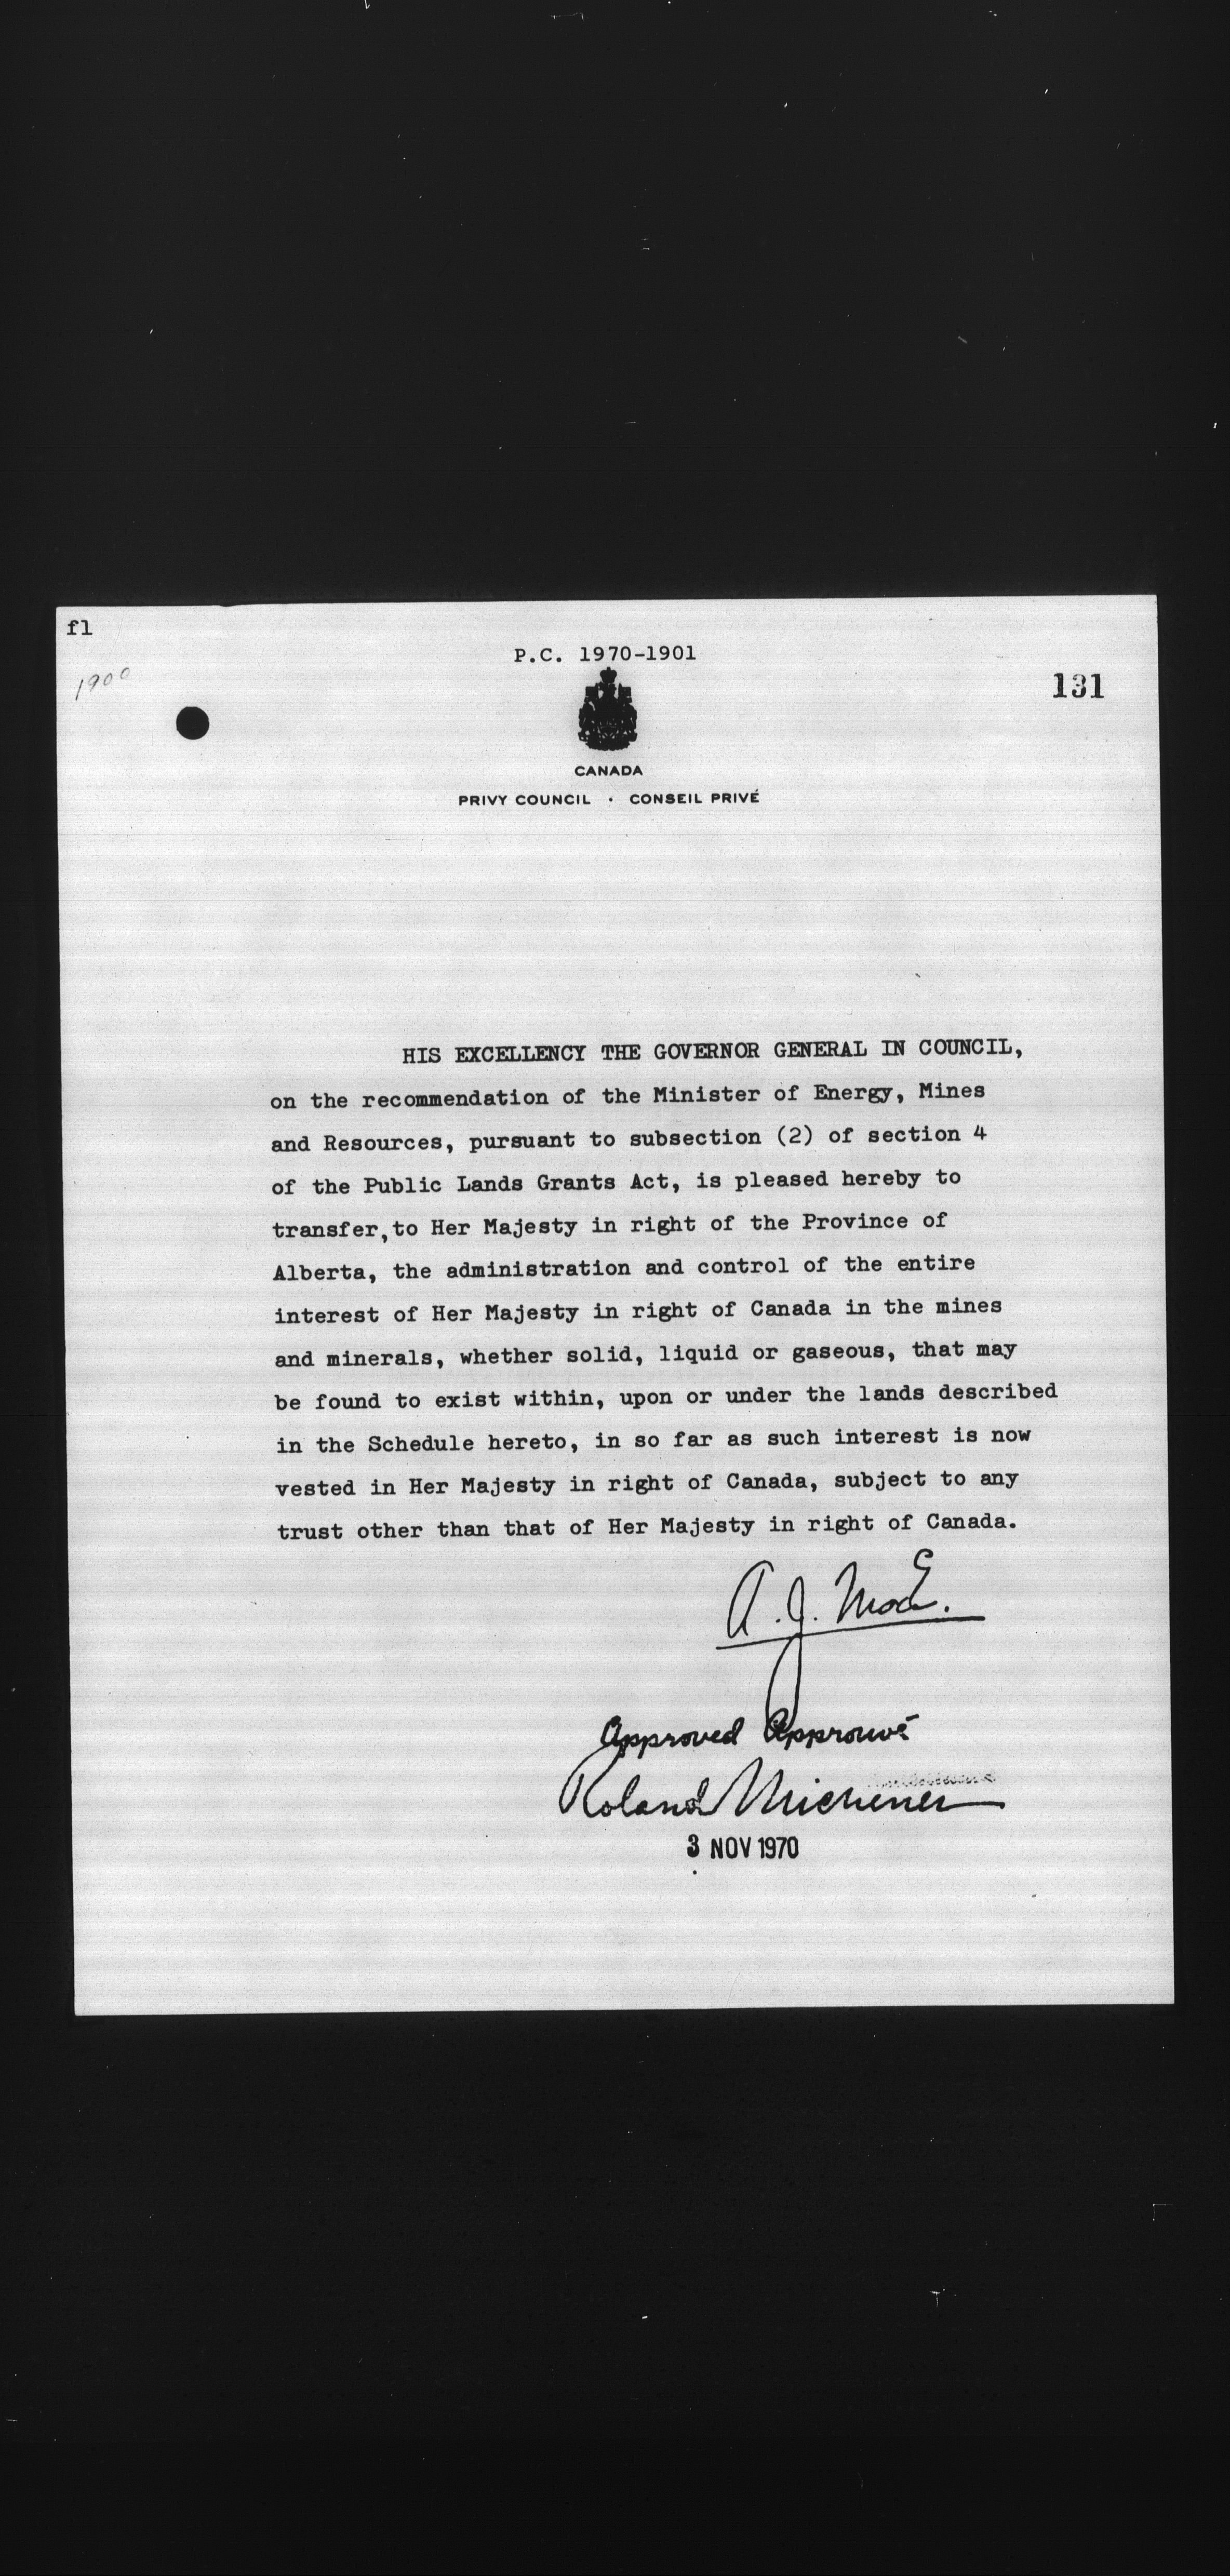 fl
P.C. 1970-1901
1900
131
CANADA
PRIVY COUNCIL · CONSEIL PRIVÉ
HIS EXCELLENCY THE GOVERNOR GENERAL IN COUNCIL,
on the recommendation of the Minister of Energy, Mines
and Resources, pursuant to subsection (2) of section 4
of the Public Lands Grants Act, is pleased hereby to
transfer, to Her Majesty in right of the Province of
Alberta, the administration and control of the entire
interest of Her Majesty in right of Canada in the mines
and minerals, whether solid, liquid or gaseous, that may
be found to exist within, upon or under the lands described
in the Schedule hereto, in so far as such interest is now
vested in Her Majesty in right of Canada, subject to any
trust other than that of Her Majesty in right of Canada.
A. J. MacE.
Approved Approuvé
Roland Michener
3 NOV 1970